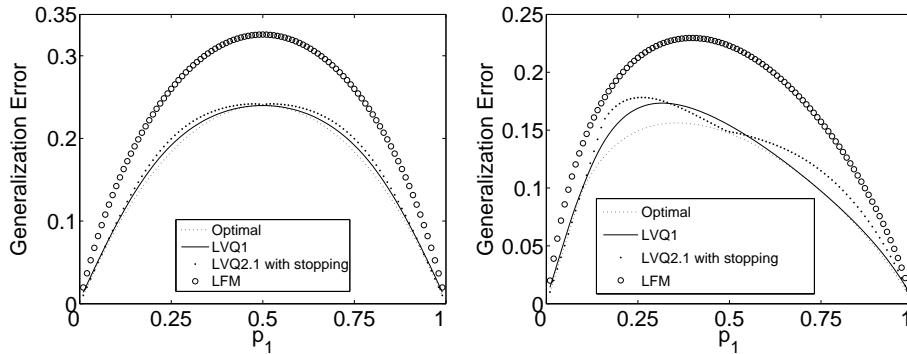 Generalization Error
0.35
0.3
0.2
0.1
0
0
0.25
0.5
0.75
1
p1
Optimal
LVQ1
LVQ2.1 with stopping
LFM
Generalization Error
0.25
0.2
0.15
0.1
0.05
0
0
0.25
0.5
0.75
1
p1
Optimal
LVQ1
LVQ2.1 with stopping
LFM